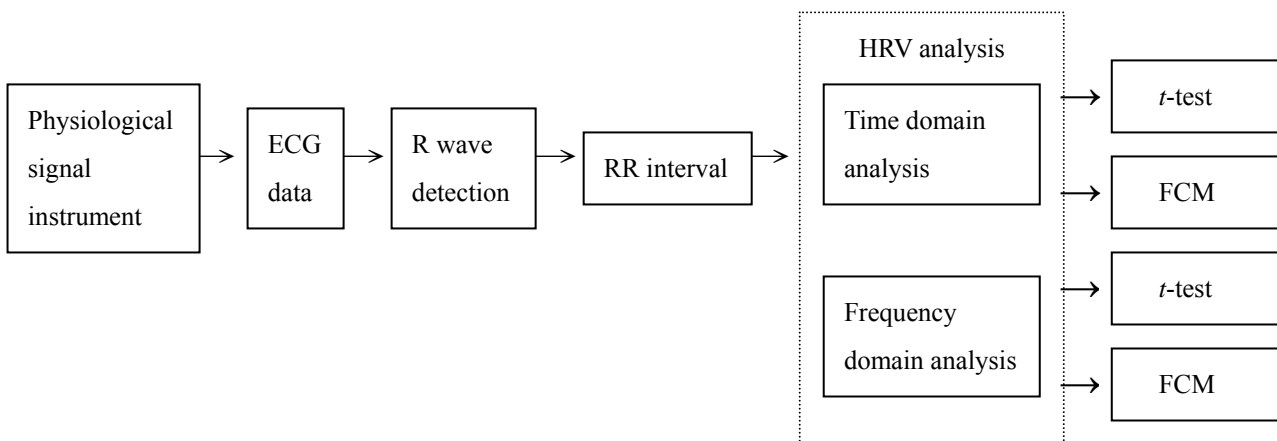 Physiological
signal
instrument
ECG
data
R wave
detection
RR interval
HRV analysis
Time domain
analysis
Frequency
domain analysis
t-test
FCM
t-test
FCM